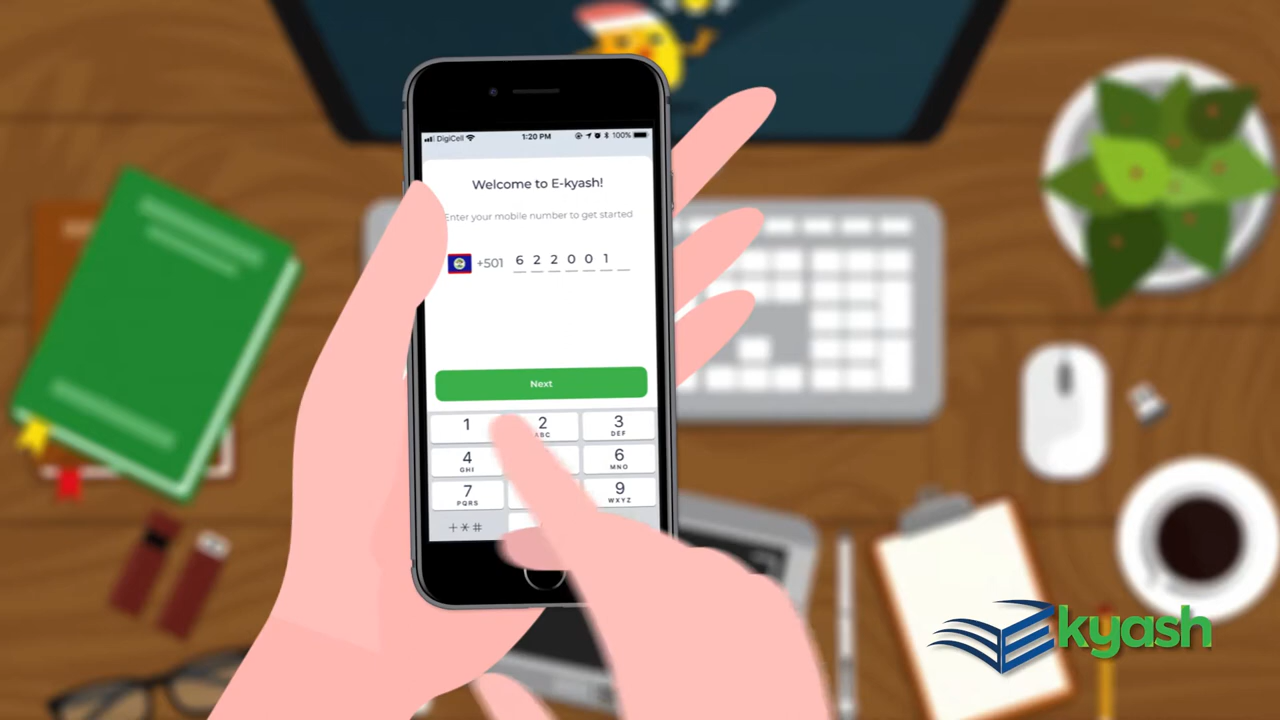 DigiCell 1:20 PM 100%
Welcome to E-kyash!
Enter your mobile number to get started
+501 6 2 2 0 0 1 _
Next
1 2 3
ABC DEF
4 6
GHI MNO
7 9
PQRS WXYZ
+*#
Ekyash